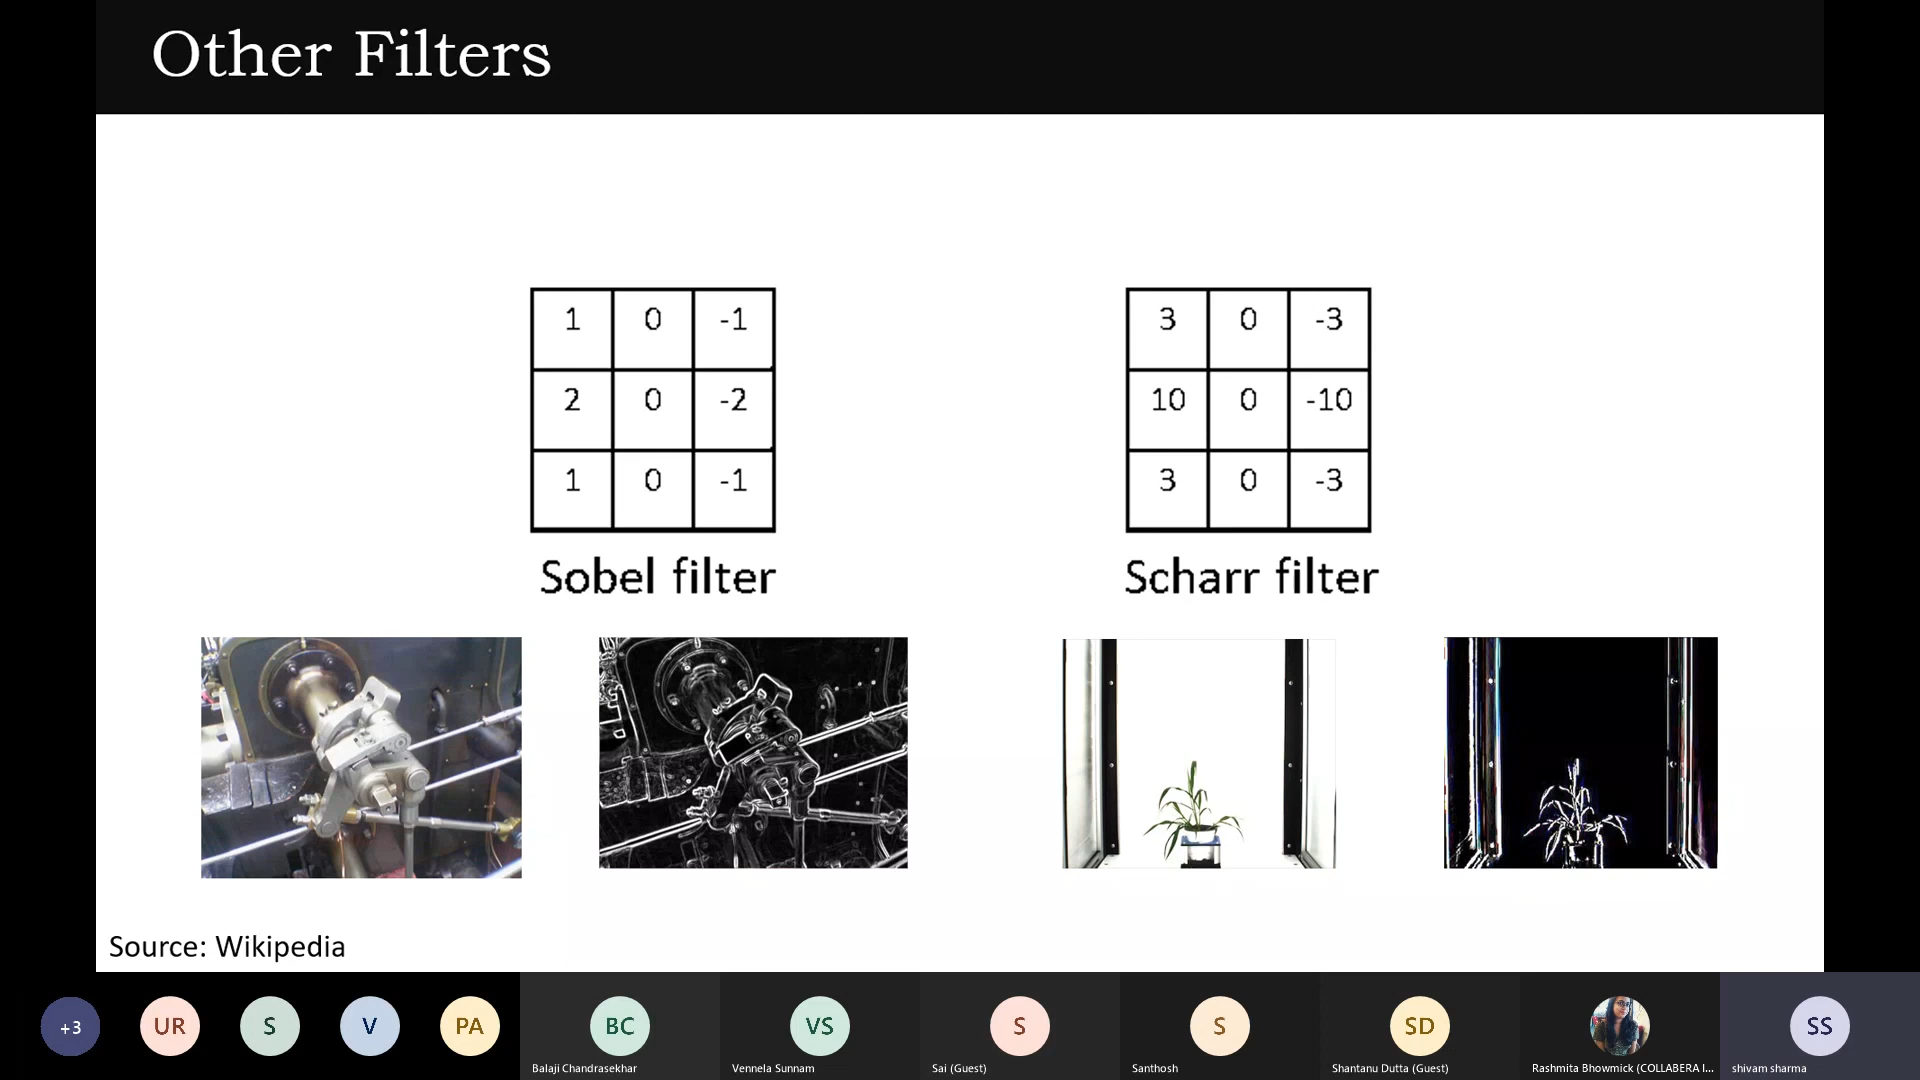 Other Filters
1 0 -1
2 0 -2
1 0 -1
Sobel filter
3 0 -3
10 0 -10
3 0 -3
Scharr filter
Source: Wikipedia
+3
UR
S
V
PA
BC
Balaji Chandrasekhar
VS
Vennela Sunnam
S
Sai (Guest)
S
Santhosh
SD
Shantanu Dutta (Guest)
Rashmita Bhowmick (COLLABERA I...
SS
shivam sharma